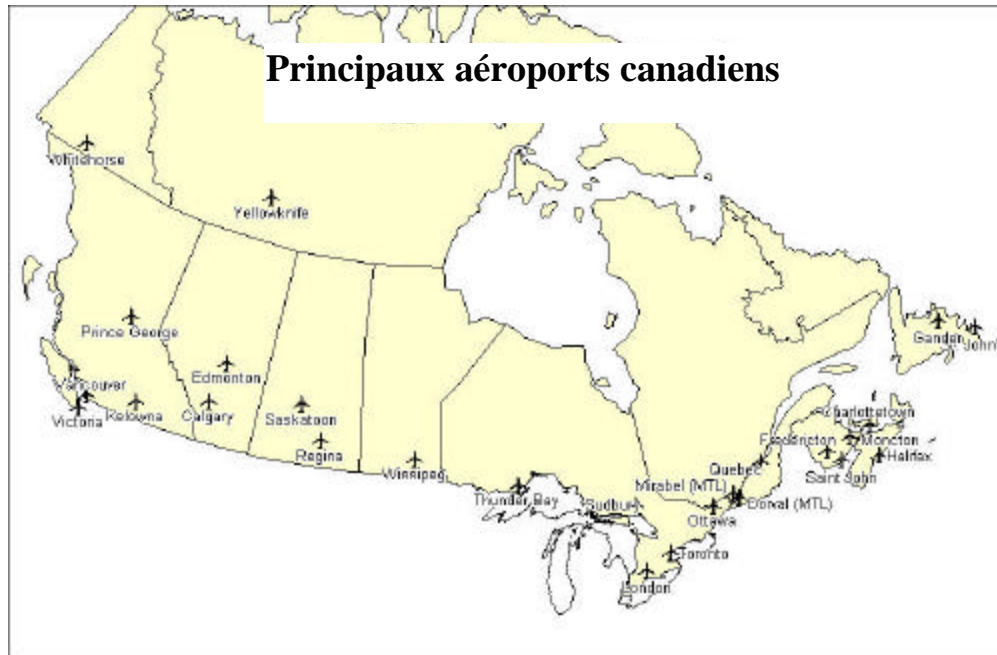 Principaux aéroports canadiens
Whitehorse
Yellowknife
Prince George
Gander
John'
Edmonton
Vancouver
Victoria
Kelowna
Calgary
Saskatoon
Charlottetown
Fredericton
Moncton
Regina
Halifax
Winnipeg
Quebec
Saint John
Mirabel (MTL)
Thunder Bay
Sudbury
Dorval (MTL)
Ottawa
Toronto
London